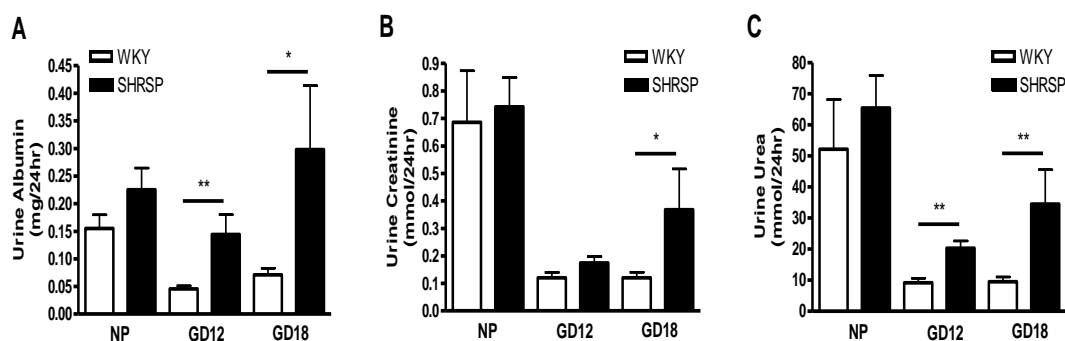 A
WKY
SHRSP
Urine Albumin
(mg/24hr)
0.45
0.40
0.35
0.30
0.25
0.20
0.15
0.10
0.05
0.00
**
*
NP
GD12
GD18
B
WKY
SHRSP
Urine Creatinine
(mmol/24hr)
0.9
0.8
0.7
0.6
0.5
0.4
0.3
0.2
0.1
0.0
*
NP
GD12
GD18
C
WKY
SHRSP
Urine Urea
(mmol/24hr)
80
70
60
50
40
30
20
10
0
**
**
NP
GD12
GD18